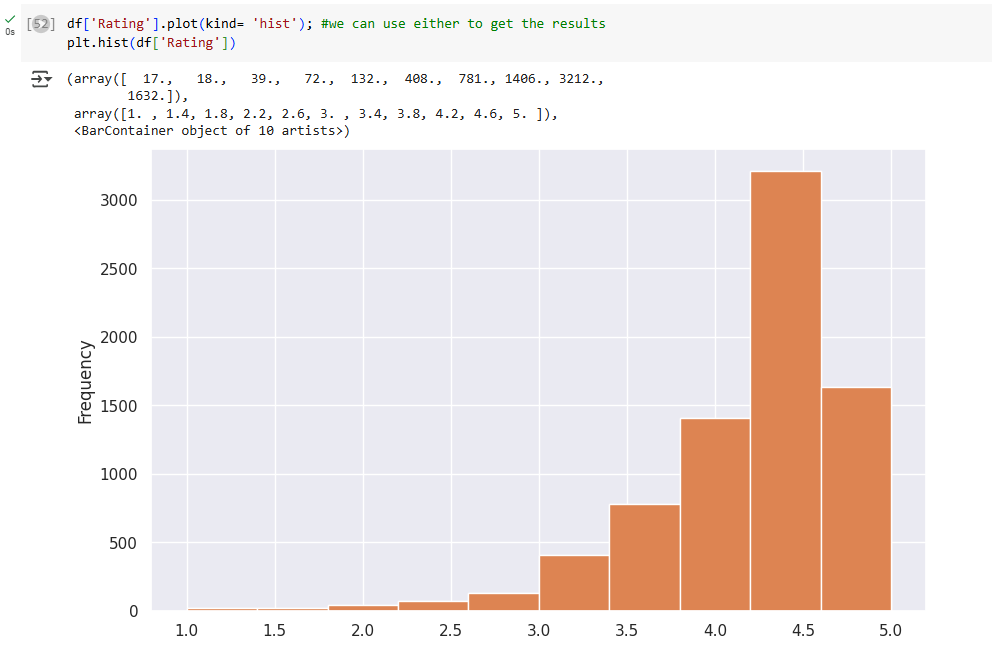 [52] df['Rating'].plot(kind= 'hist'); #we can use either to get the results
0s
plt.hist(df['Rating'])
(array([  17.,   18.,   39.,   72.,  132.,  408.,  781., 1406., 3212.,
1632.]),
array([1. , 1.4, 1.8, 2.2, 2.6, 3. , 3.4, 3.8, 4.2, 4.6, 5. ]),
<BarContainer object of 10 artists>)
3000
2500
2000
1500
1000
500
0
Frequency
1.0 1.5 2.0 2.5 3.0 3.5 4.0 4.5 5.0